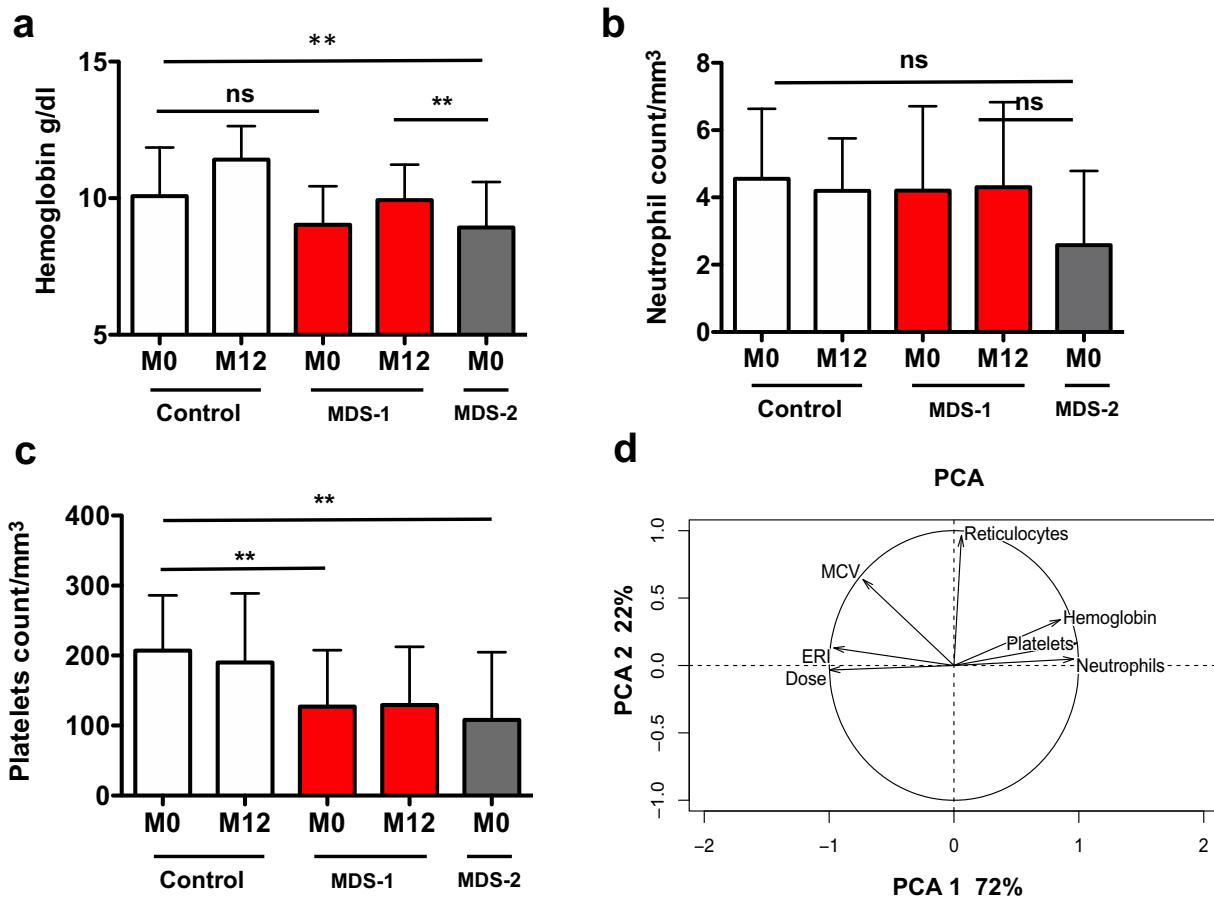 a
**
15
ns
**
10
5
Hemoglobin g/dl
M0 M12 M0 M12 M0
Control MDS-1 MDS-2
b
8
ns
ns
6
4
2
0
Neutrophil count/mm3
M0 M12 M0 M12 M0
Control MDS-1 MDS-2
c
400
**
**
300
200
100
0
Platelets count/mm3
M0 M12 M0 M12 M0
Control MDS-1 MDS-2
d
PCA
1.0
0.5
0.0
−0.5
−1.0
PCA 2 22%
Reticulocytes
MCV
Hemoglobin
Platelets
ERI
Neutrophils
Dose
−2 −1 0 1 2
PCA 1 72%